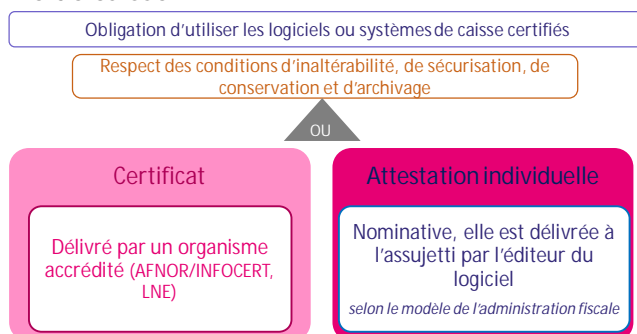 Obligation d'utiliser les logiciels ou systèmes de caisse certifiés
Respect des conditions d'inaltérabilité, de sécurisation, de
conservation et d'archivage
OU
Certificat
Délivré par un organisme
accrédité (AFNOR/INFOCERT,
LNE)
Attestation individuelle
Nominative, elle est délivrée à
l'assujetti par l'éditeur du
logiciel
selon le modèle de l'administration fiscale